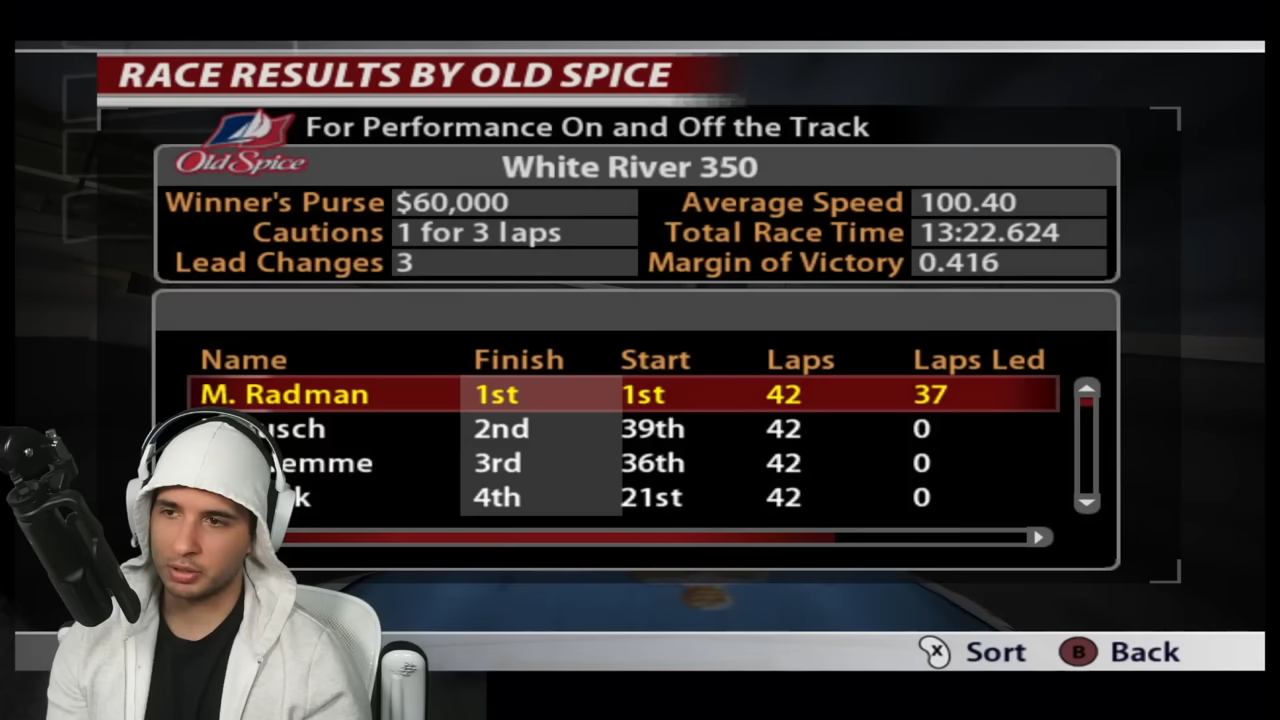 RACE RESULTS BY OLD SPICE
Old Spice
For Performance On and Off the Track
White River 350
Winner's Purse $60,000 Average Speed 100.40
Cautions 1 for 3 laps Total Race Time 13:22.624
Lead Changes 3 Margin of Victory 0.416
Name Finish Start Laps Laps Led
M. Radman 1st 1st 42 37
2nd 39th 42 0
3rd 36th 42 0
4th 21st 42 0
X Sort B Back